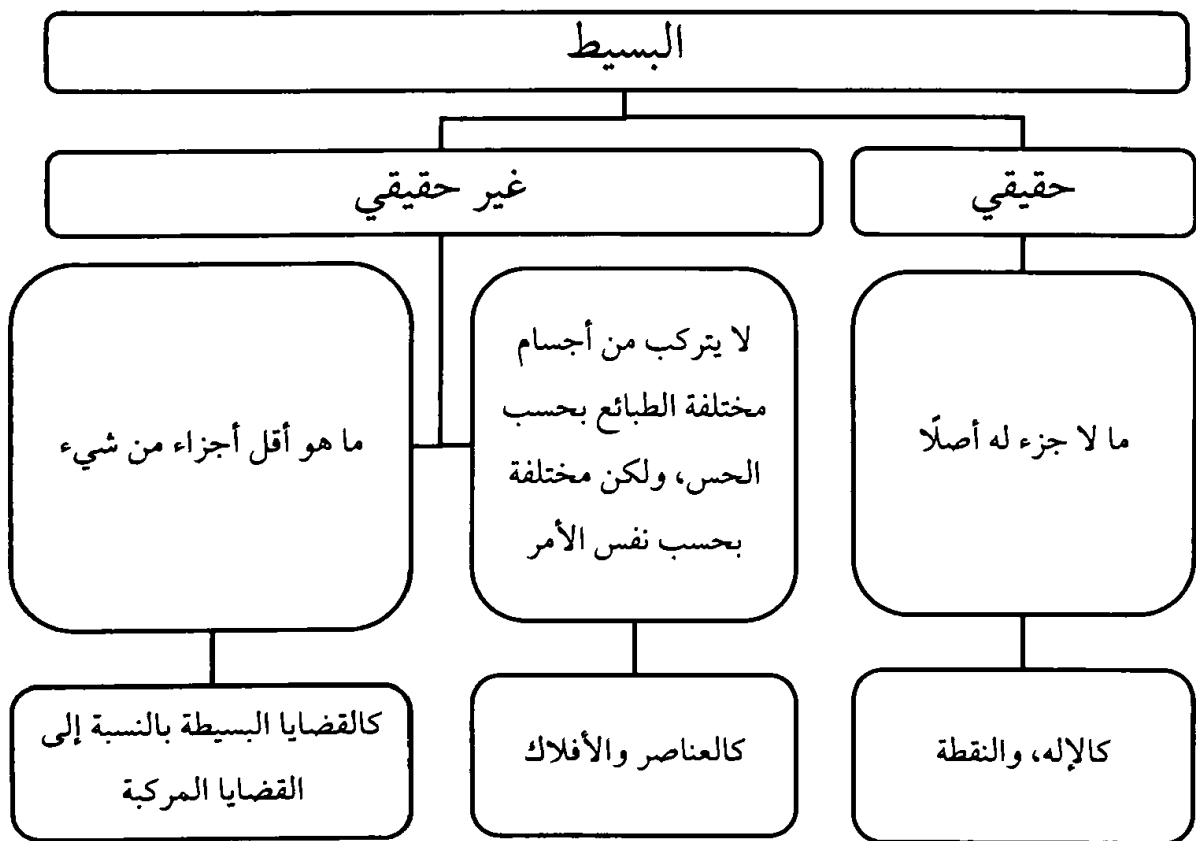 البسيط
حقيقي
غير حقيقي
ما لا جزء له أصلًا
لا يتركب من أجسام
مختلفة الطبائع بحسب
الحس، ولكن مختلفة
بحسب نفس الأمر
ما هو أقل أجزاء من شيء
كالإله، والنقطة
كالعناصر والأفلاك
كالقضايا البسيطة بالنسبة إلى
القضايا المركبة